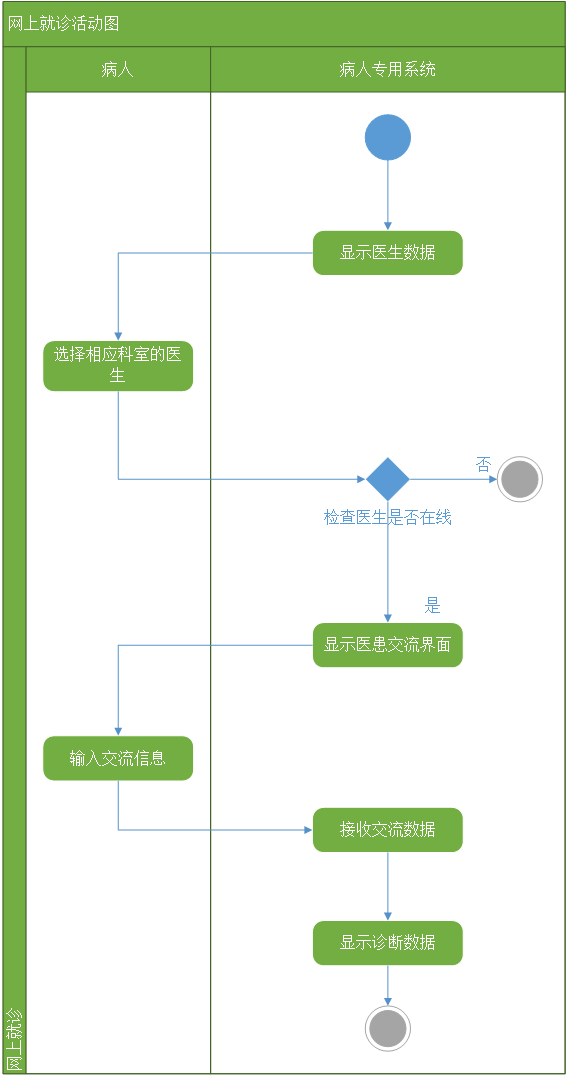 网上就诊活动图
病人
病人专用系统
显示医生数据
选择相应科室的医
生
否
检查医生是否在线
是
显示医患交流界面
输入交流信息
接收交流数据
显示诊断数据
网上就诊